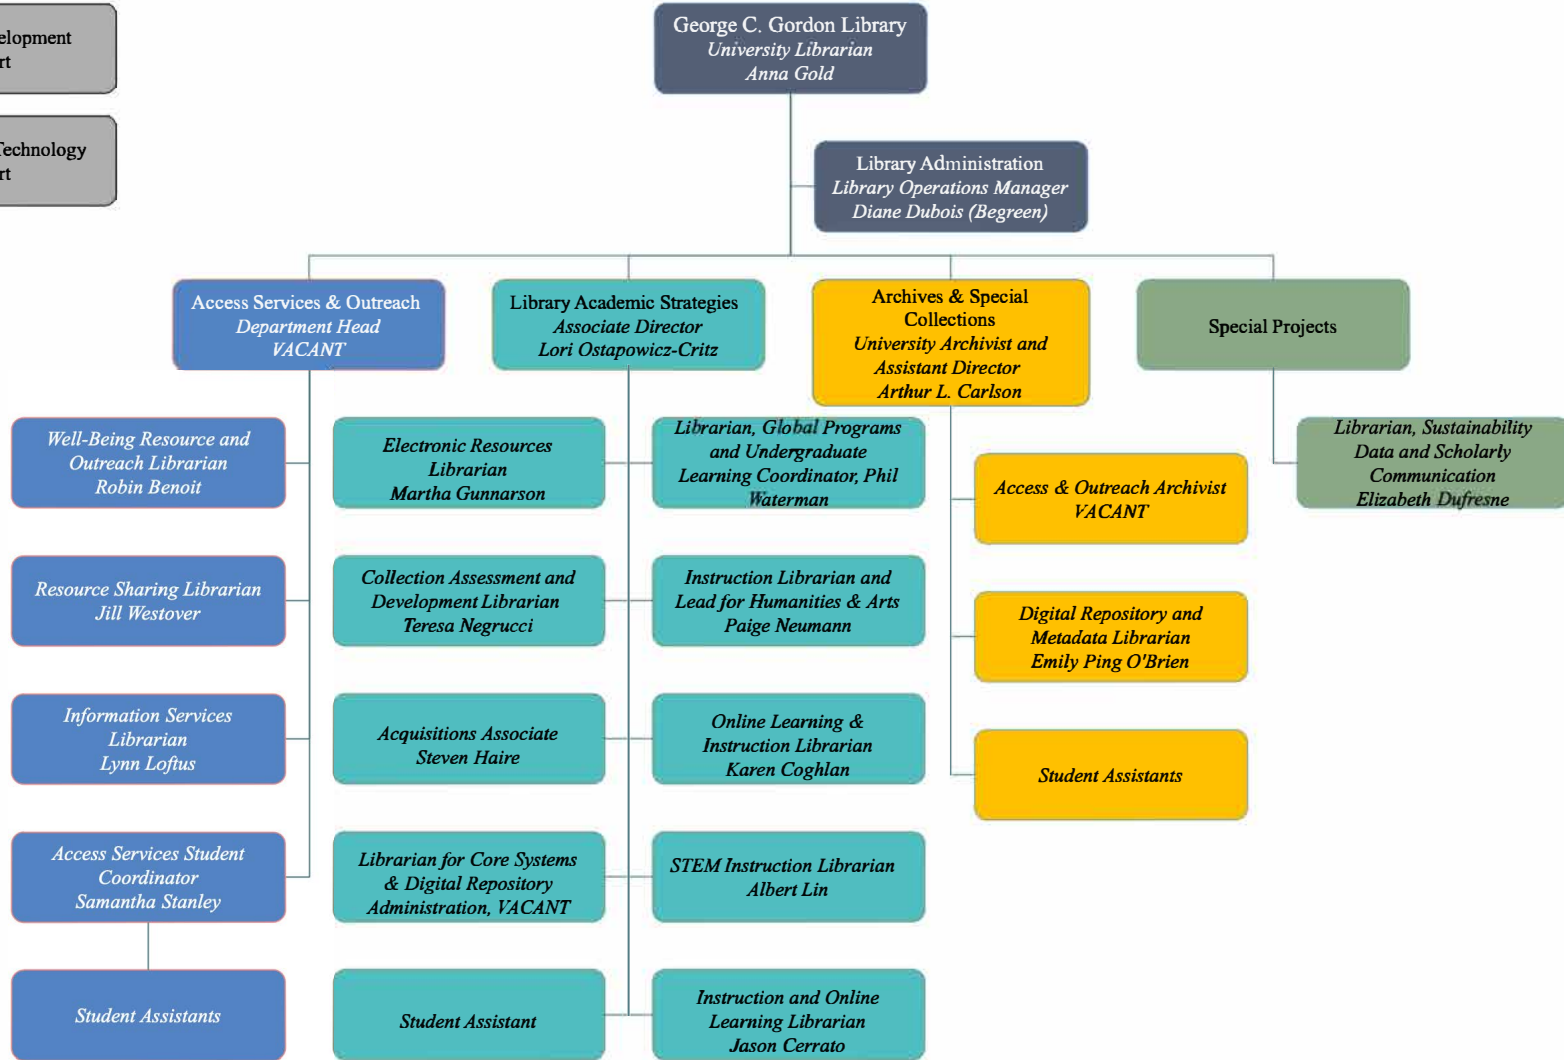 elopment
rt
Technology
rt
George C. Gordon Library
University Librarian
Anna Gold
Library Administration
Library Operations Manager
Diane Dubois (Begreen)
Access Services & Outreach
Department Head
VACANT
Library Academic Strategies
Associate Director
Lori Ostapowicz-Critz
Archives & Special
Collections
University Archivist and
Assistant Director
Arthur L. Carlson
Special Projects
Well-Being Resource and
Outreach Librarian
Robin Benoit
Resource Sharing Librarian
Jill Westover
Information Services
Librarian
Lynn Loftus
Access Services Student
Coordinator
Samantha Stanley
Student Assistants
Electronic Resources
Librarian
Martha Gunnarson
Collection Assessment and
Development Librarian
Teresa Negrucci
Acquisitions Associate
Steven Haire
Librarian for Core Systems
& Digital Repository
Administration, VACANT
Student Assistant
Librarian, Global Programs
and Undergraduate
Learning Coordinator, Phil
Waterman
Instruction Librarian and
Lead for Humanities & Arts
Paige Neumann
Online Learning &
Instruction Librarian
Karen Coghlan
STEM Instruction Librarian
Albert Lin
Instruction and Online
Learning Librarian
Jason Cerrato
Access & Outreach Archivist
VACANT
Digital Repository and
Metadata Librarian
Emily Ping O'Brien
Student Assistants
Librarian, Sustainability
Data and Scholarly
Communication
Elizabeth Dufresne